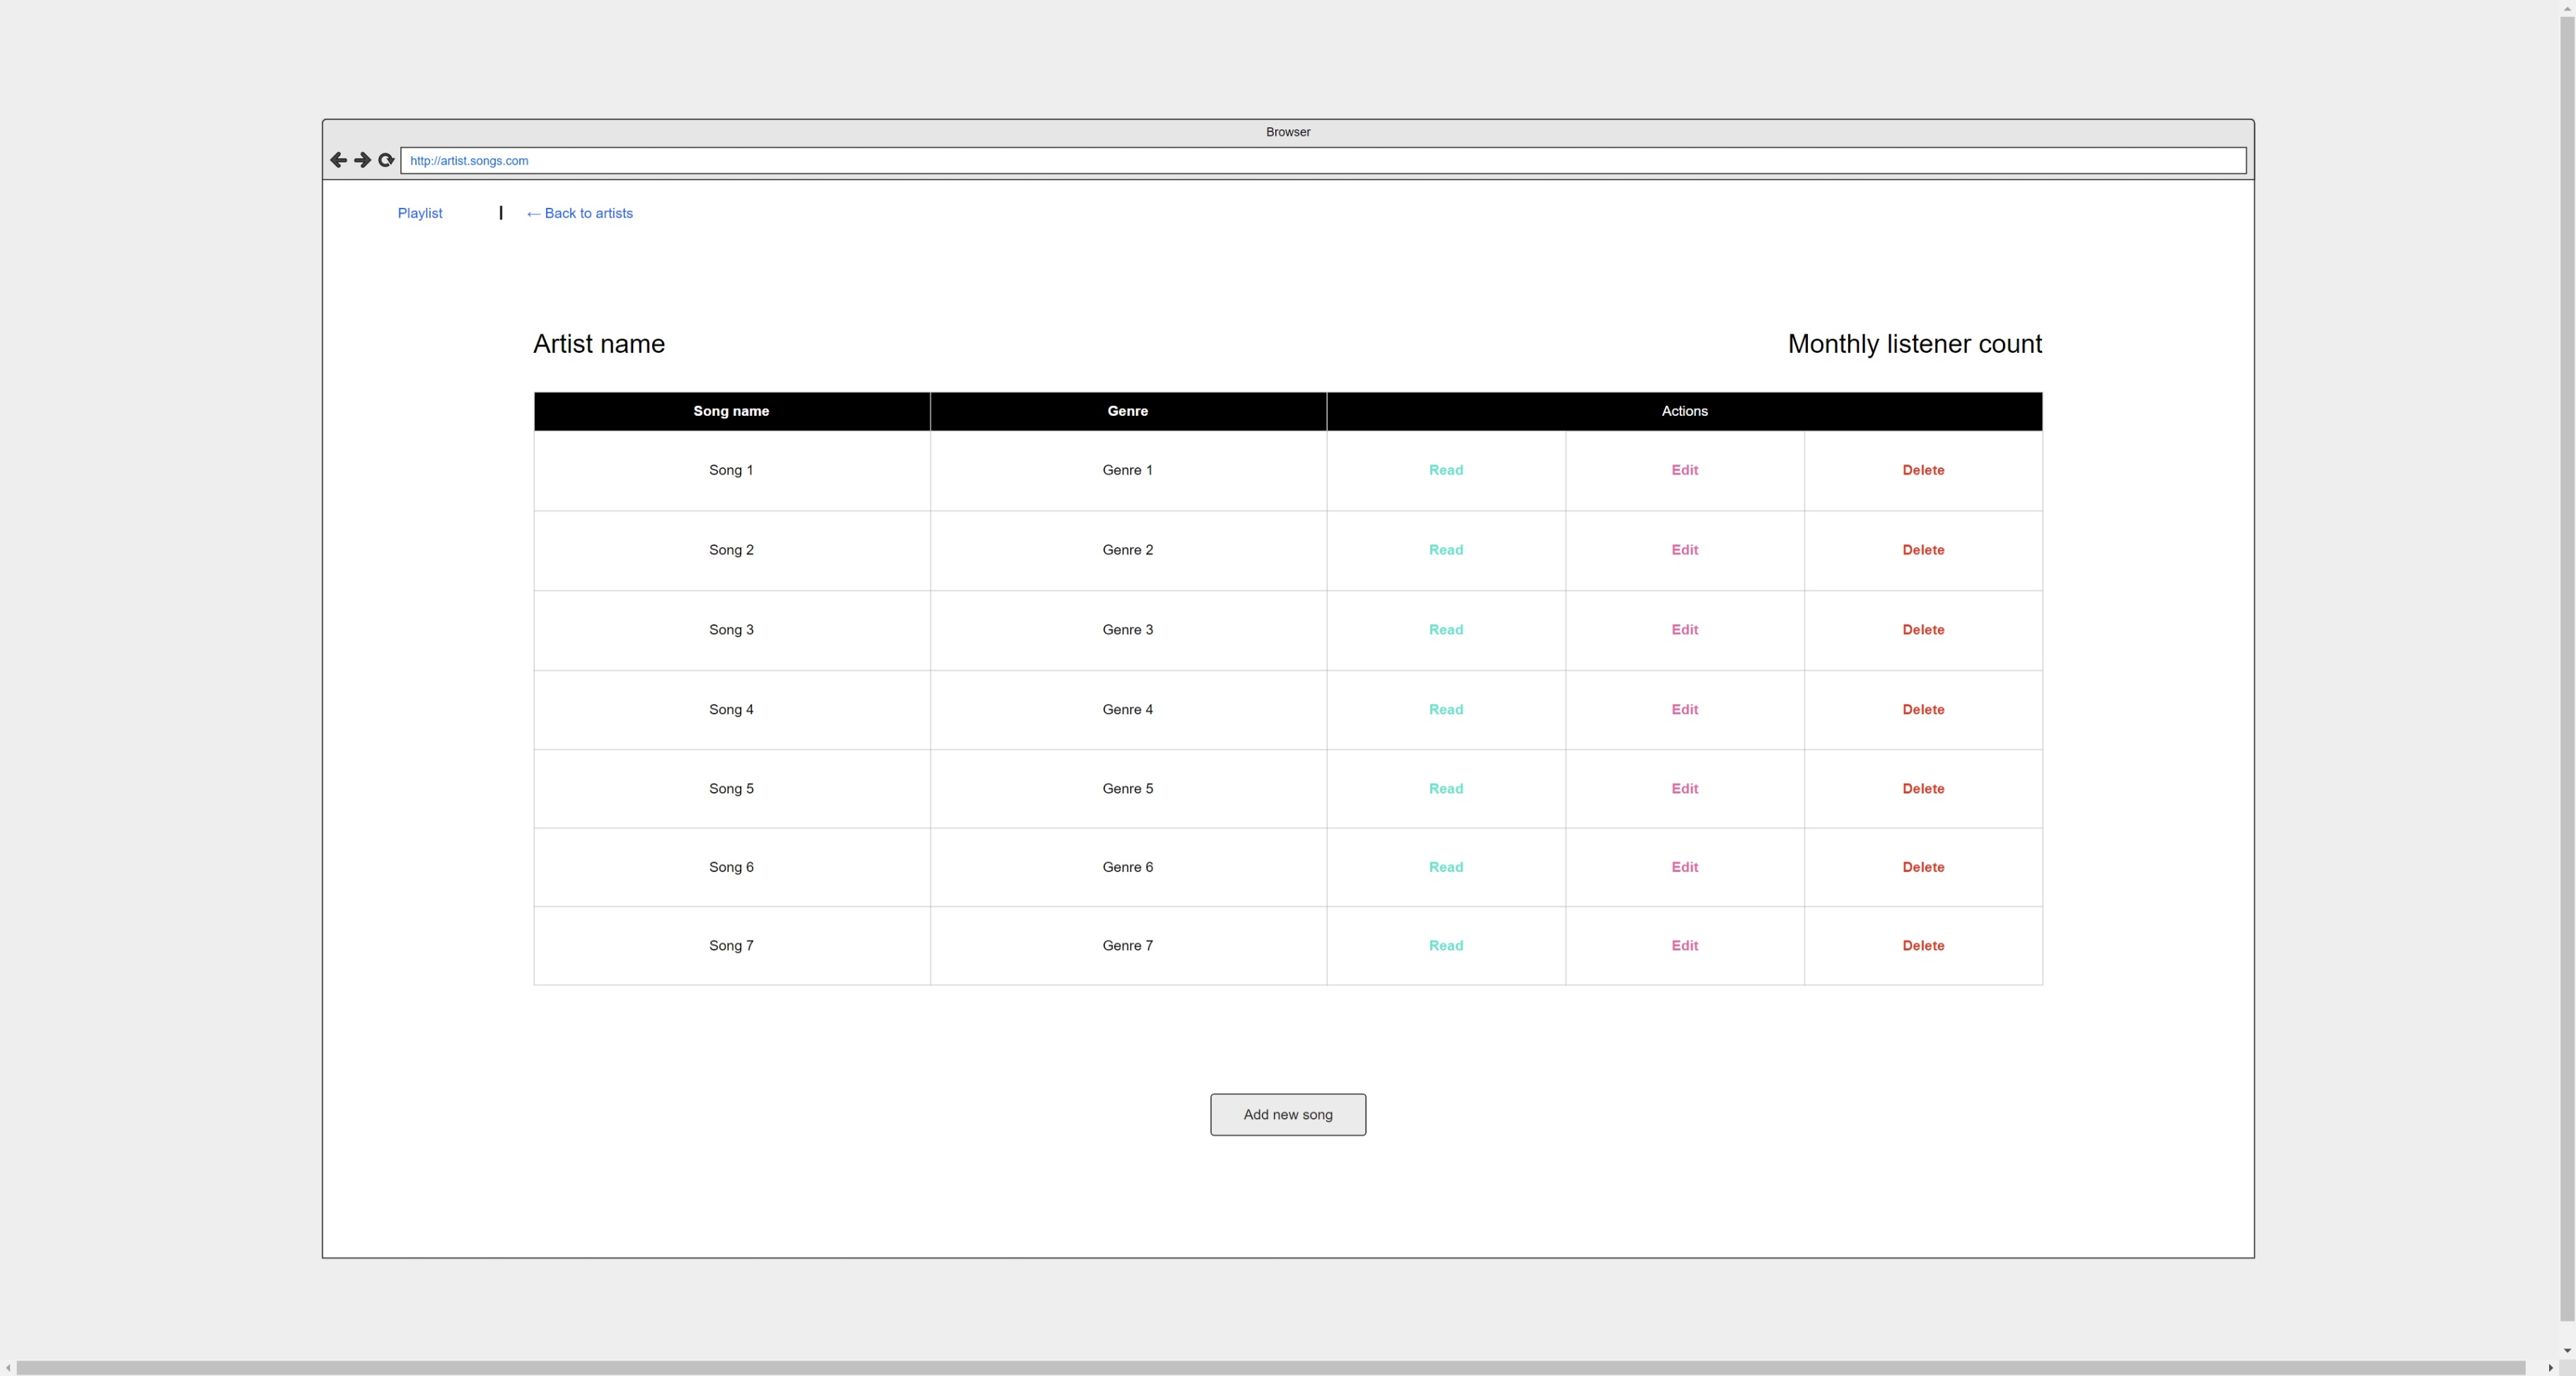 Browser
http://artist.songs.com
Playlist | ← Back to artists
Artist name Monthly listener count
Song name Genre Actions
Song 1 Genre 1 Read Edit Delete
Song 2 Genre 2 Read Edit Delete
Song 3 Genre 3 Read Edit Delete
Song 4 Genre 4 Read Edit Delete
Song 5 Genre 5 Read Edit Delete
Song 6 Genre 6 Read Edit Delete
Song 7 Genre 7 Read Edit Delete
Add new song